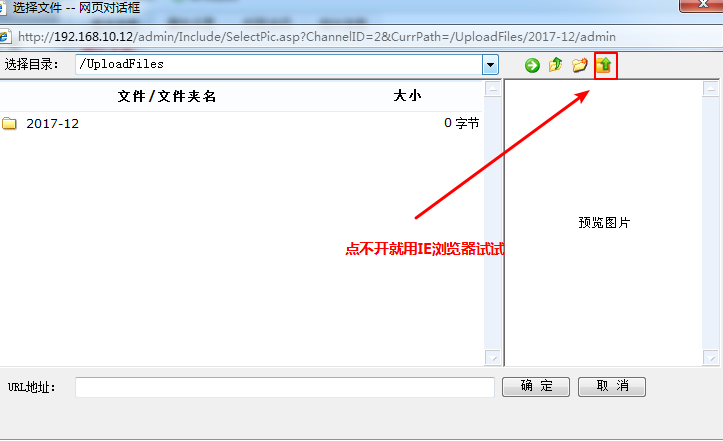 选择文件 -- 网页对话框
http://192.168.10.12/admin/Include/SelectPic.asp?ChannelID=2&CurrPath=/UploadFiles/2017-12/admin
选择目录: /UploadFiles
文件/文件夹名 大小
2017-12 0 字节
预览图片
点不开就用IE浏览器试试
URL地址: 确 定 取 消